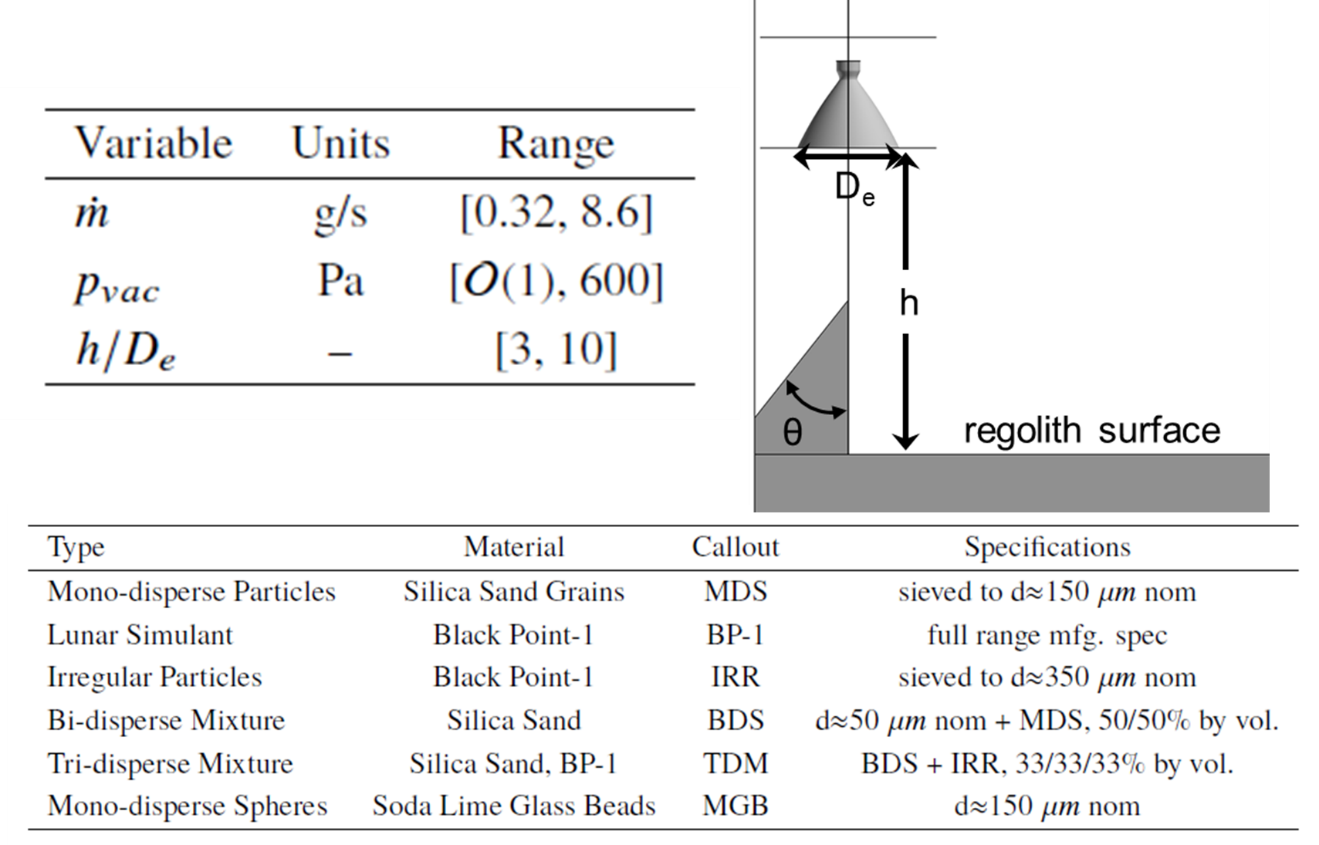 Variable Units Range
ṁ g/s [0.32, 8.6]
p_vac Pa [O(1), 600]
h/D_e – [3, 10]
D_e
h
θ
regolith surface
Type Material Callout Specifications
Mono-disperse Particles Silica Sand Grains MDS sieved to d≈150 μm nom
Lunar Simulant Black Point-1 BP-1 full range mfg. spec
Irregular Particles Black Point-1 IRR sieved to d≈350 μm nom
Bi-disperse Mixture Silica Sand BDS d≈50 μm nom + MDS, 50/50% by vol.
Tri-disperse Mixture Silica Sand, BP-1 TDM BDS + IRR, 33/33/33% by vol.
Mono-disperse Spheres Soda Lime Glass Beads MGB d≈150 μm nom